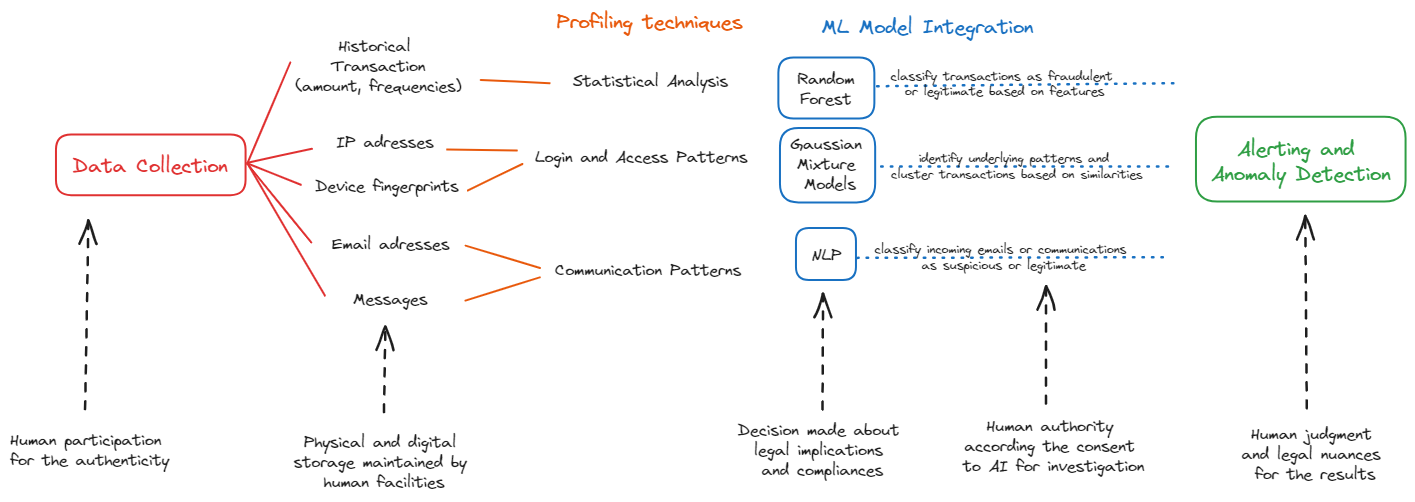 Profiling techniques
ML Model Integration
Historical
Transaction
(amount, frequencies)
Statistical Analysis
Random
Forest
classify transactions as fraudulent
or legitimate based on features
Data Collection
IP adresses
Device fingerprints
Login and Access Patterns
Gaussian
Mixture
Models
identify underlying patterns and
cluster transactions based on similarities
Alerting and
Anomaly Detection
Email adresses
Messages
Communication Patterns
NLP
classify incoming emails or communications
as suspicious or legitimate
Human participation
for the authenticity
Physical and digital
storage maintained by
human facilities
Decision made about
legal implications
and compliances
Human authority
according the consent
to AI for investigation
Human judgment
and legal nuances
for the results